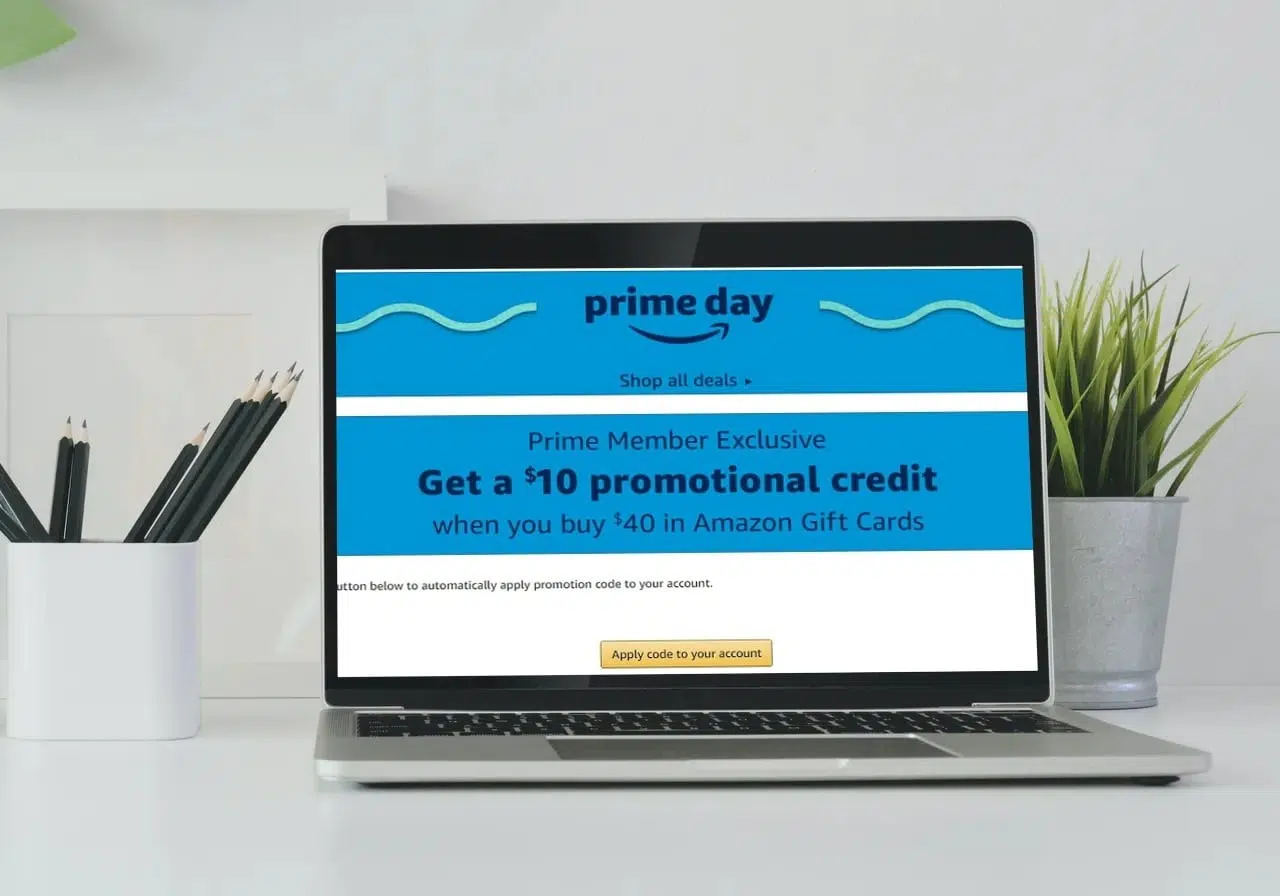 prime day
Shop all deals ▸
Prime Member Exclusive
Get a $10 promotional credit
when you buy $40 in Amazon Gift Cards
utton below to automatically apply promotion code to your account.
Apply code to your account